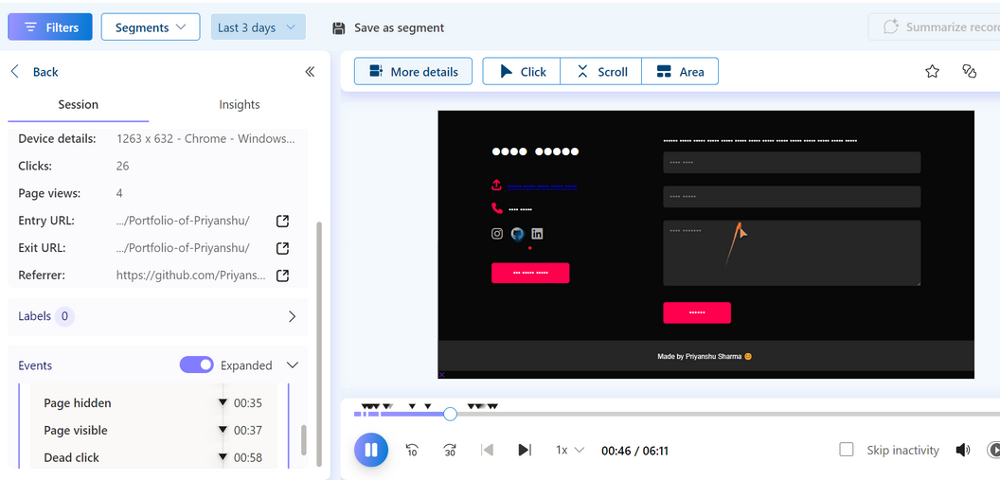 Filters
Segments
Last 3 days
Save as segment
Summarize recor
Back
Session
Insights
Device details: 1263 x 632 - Chrome - Windows...
Clicks: 26
Page views: 4
Entry URL: .../Portfolio-of-Priyanshu/
Exit URL: .../Portfolio-of-Priyanshu/
Referrer: https://github.com/Priyans...
Labels 0
Events
Expanded
Page hidden 00:35
Page visible 00:37
Dead click 00:58
More details
Click
Scroll
Area
Made by Priyanshu Sharma 😊
10
30
1x
00:46 / 06:11
Skip inactivity